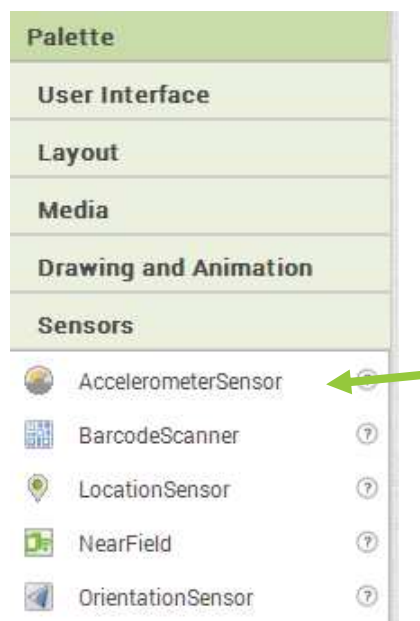 Palette
User Interface
Layout
Media
Drawing and Animation
Sensors
AccelerometerSensor ?
BarcodeScanner ?
LocationSensor ?
NearField ?
OrientationSensor ?